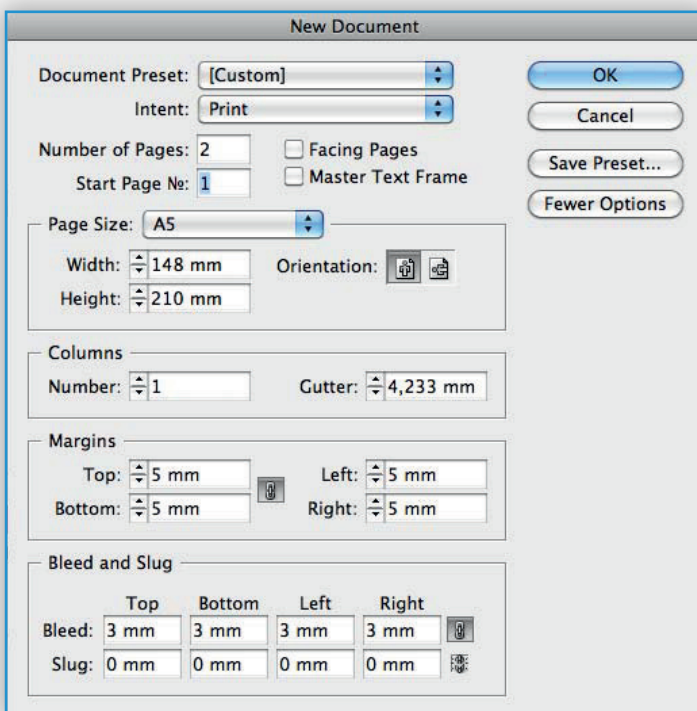 New Document
Document Preset: [Custom]
OK
Intent: Print
Cancel
Number of Pages: 2
Facing Pages
Save Preset...
Start Page №: 1
Master Text Frame
Fewer Options
Page Size: A5
Width: 148 mm
Orientation:
Height: 210 mm
Columns
Number: 1
Gutter: 4,233 mm
Margins
Top: 5 mm
Left: 5 mm
Bottom: 5 mm
Right: 5 mm
Bleed and Slug
Top Bottom Left Right
Bleed: 3 mm 3 mm 3 mm 3 mm
Slug: 0 mm 0 mm 0 mm 0 mm